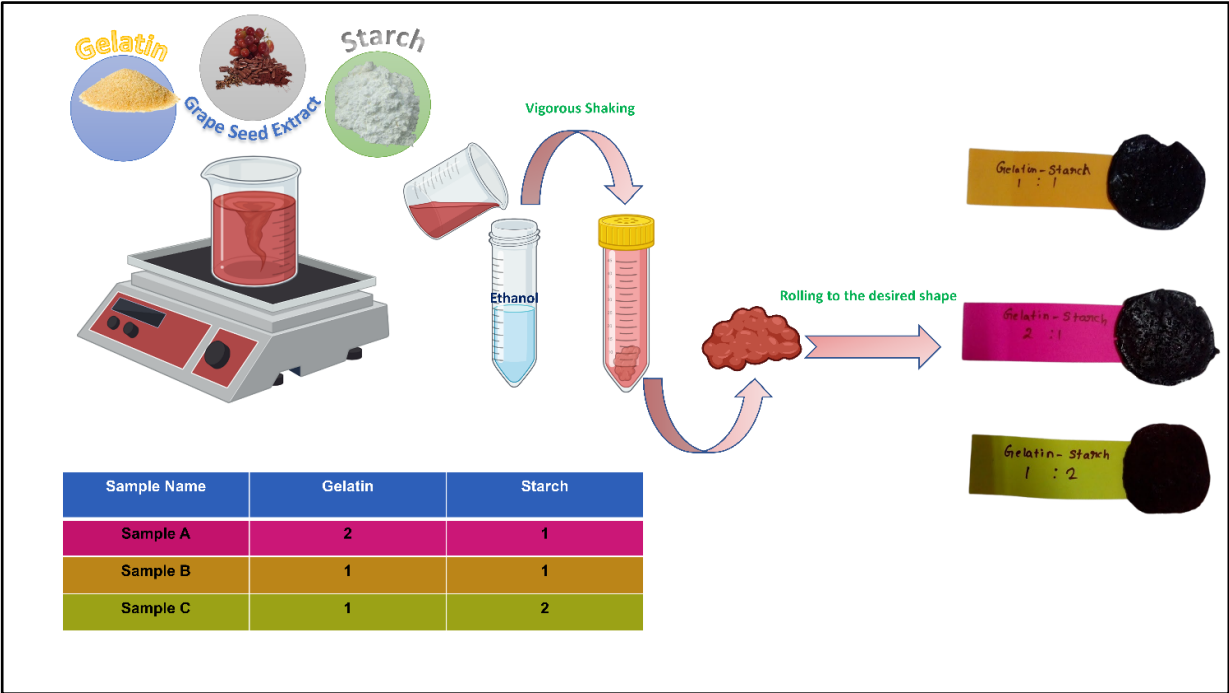 Gelatin
Grape Seed Extract
Starch
Vigorous Shaking
Ethanol
Rolling to the desired shape
Gelatin-Starch
1 : 1
Gelatin-Starch
2 :1
Gelatin-Starch
1 :2
Sample Name Gelatin Starch
Sample A 2 1
Sample B 1 1
Sample C 1 2